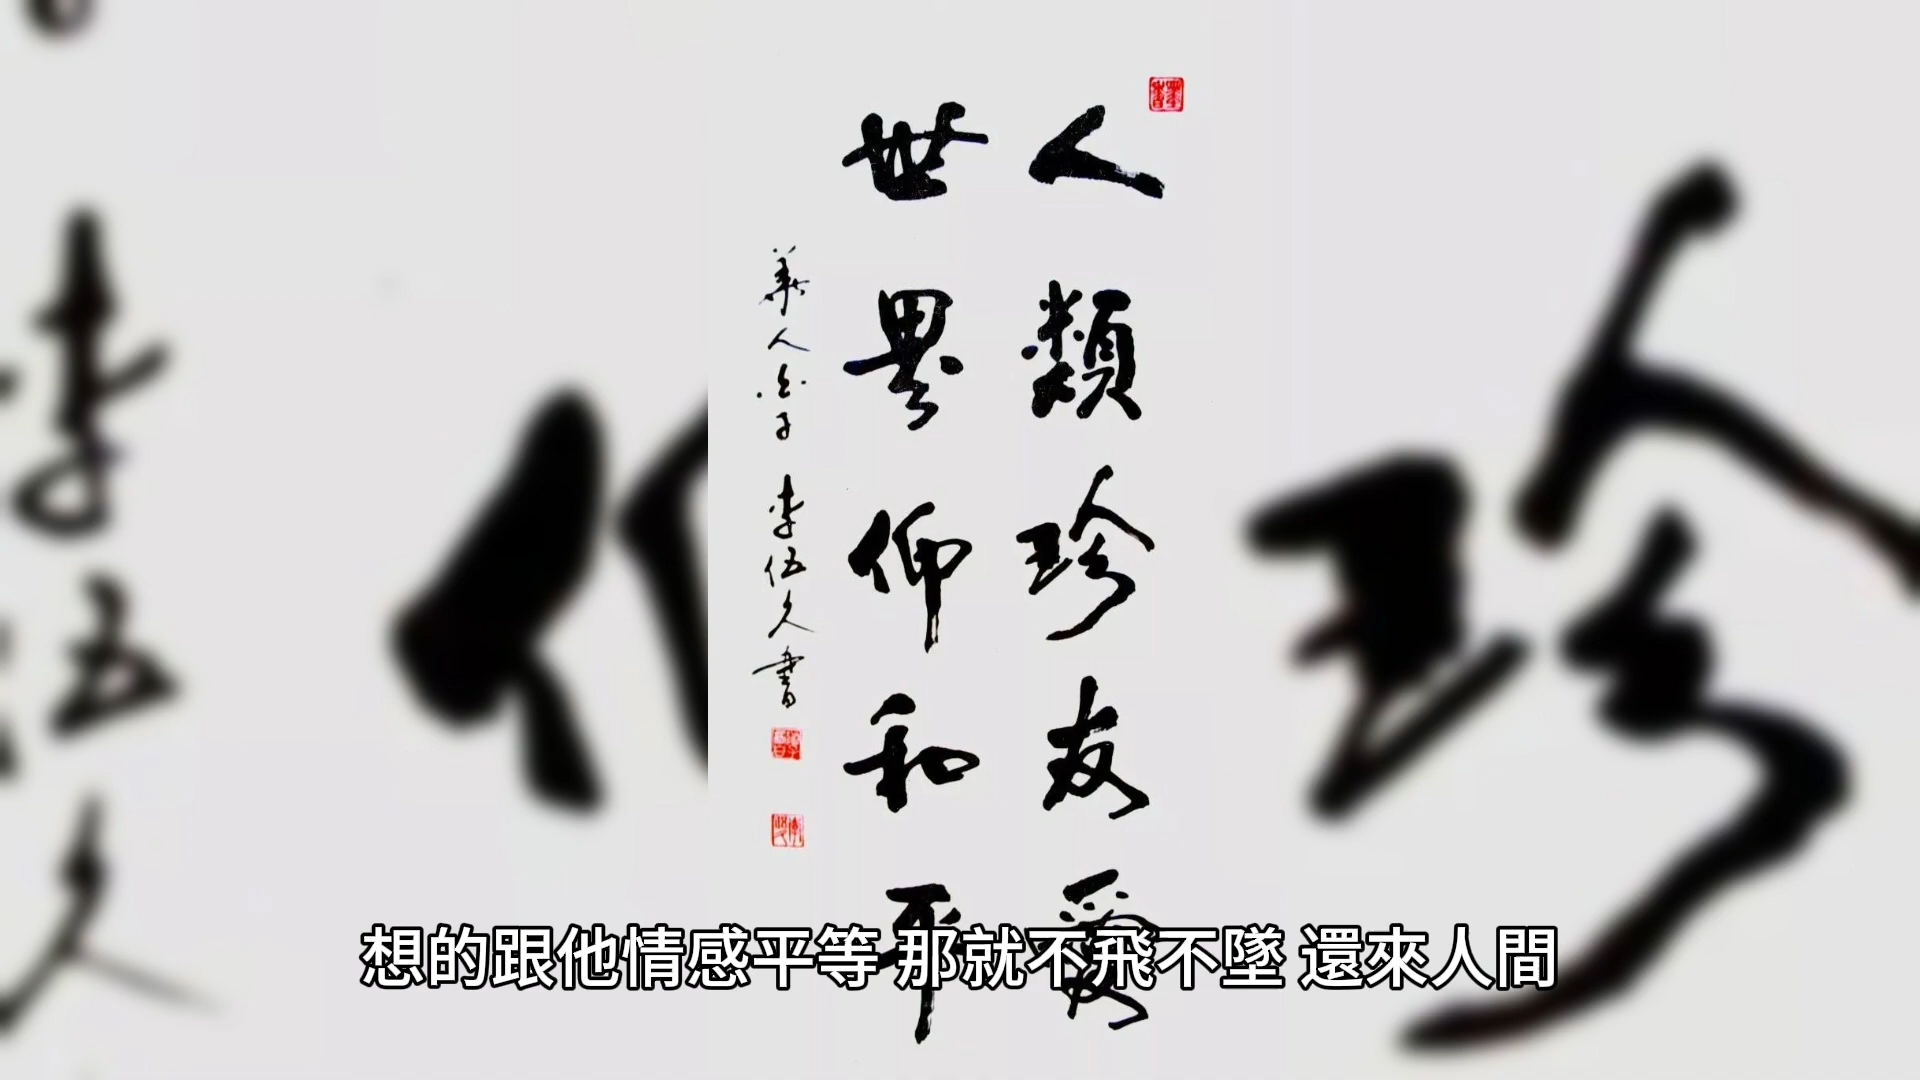 人類珍友愛
世界仰和平
李伍久書
想的跟他情感平等 那就不飛不墜 還來人間